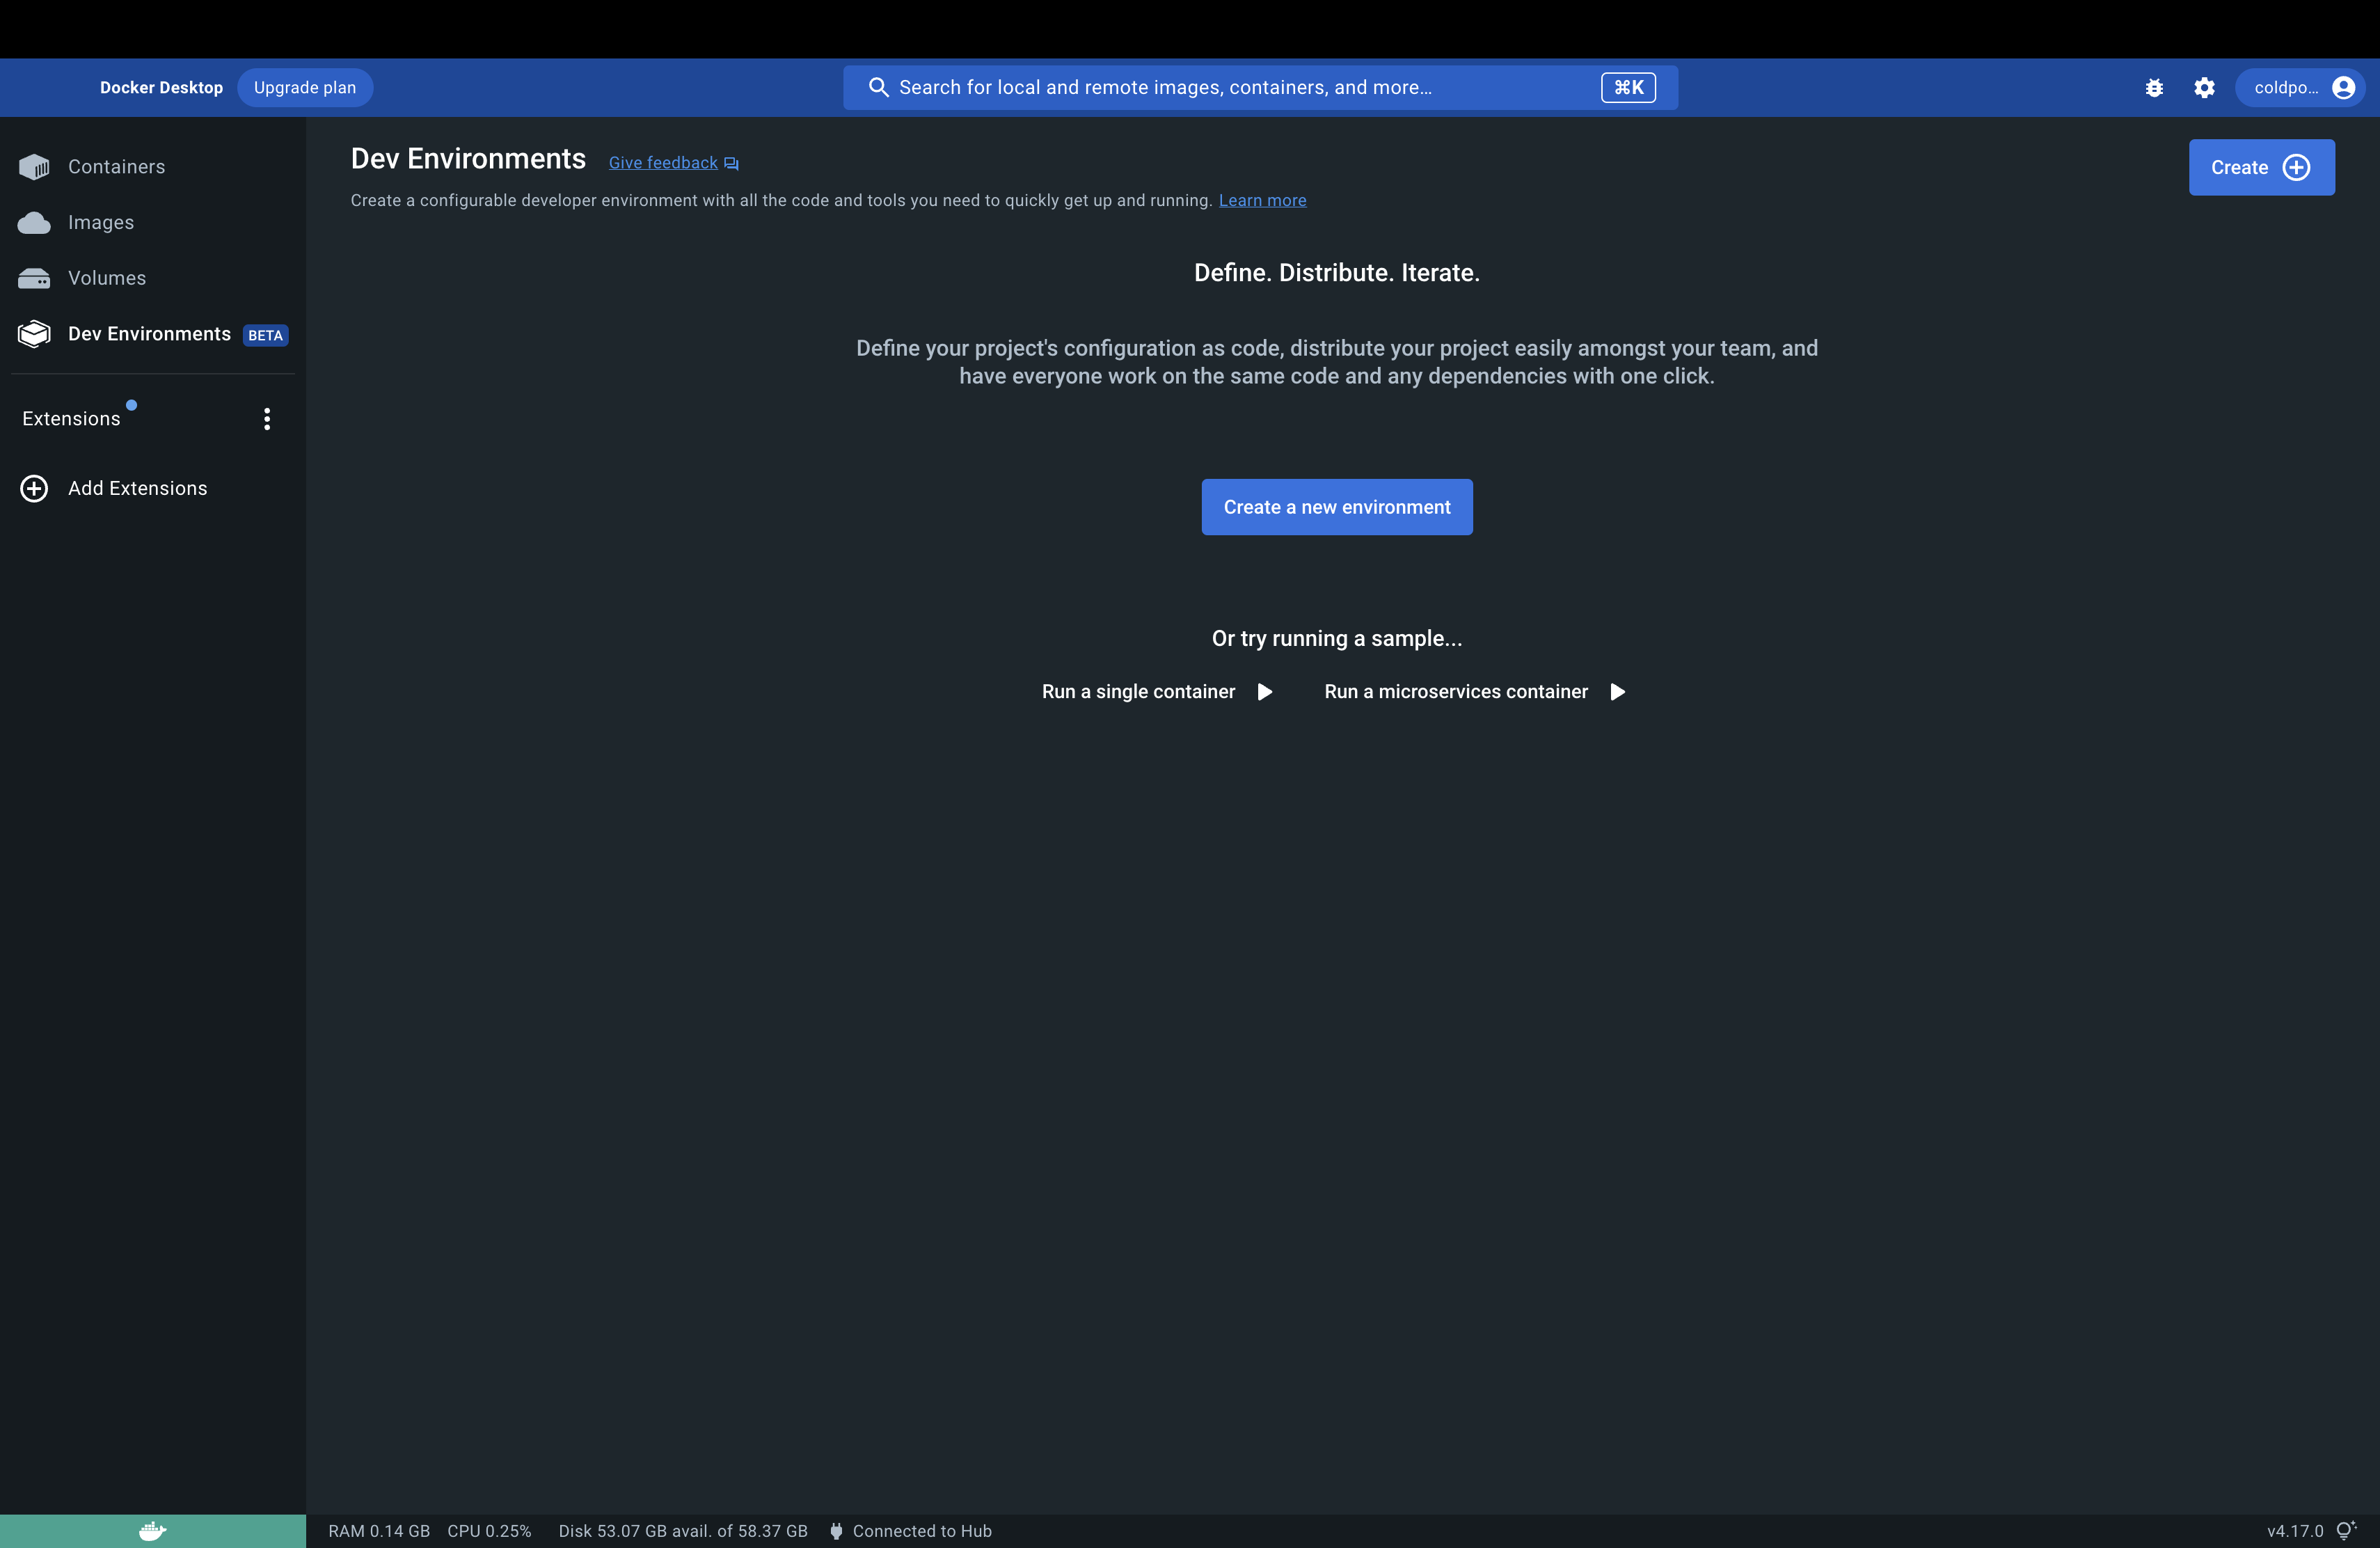 Docker Desktop
Upgrade plan
Search for local and remote images, containers, and more...
⌘K
coldpo...
Containers
Images
Volumes
Dev Environments BETA
Extensions
Add Extensions
Dev Environments
Give feedback
Create
Create a configurable developer environment with all the code and tools you need to quickly get up and running. Learn more
Define. Distribute. Iterate.
Define your project's configuration as code, distribute your project easily amongst your team, and
have everyone work on the same code and any dependencies with one click.
Create a new environment
Or try running a sample...
Run a single container
Run a microservices container
RAM 0.14 GB CPU 0.25% Disk 53.07 GB avail. of 58.37 GB Connected to Hub
v4.17.0